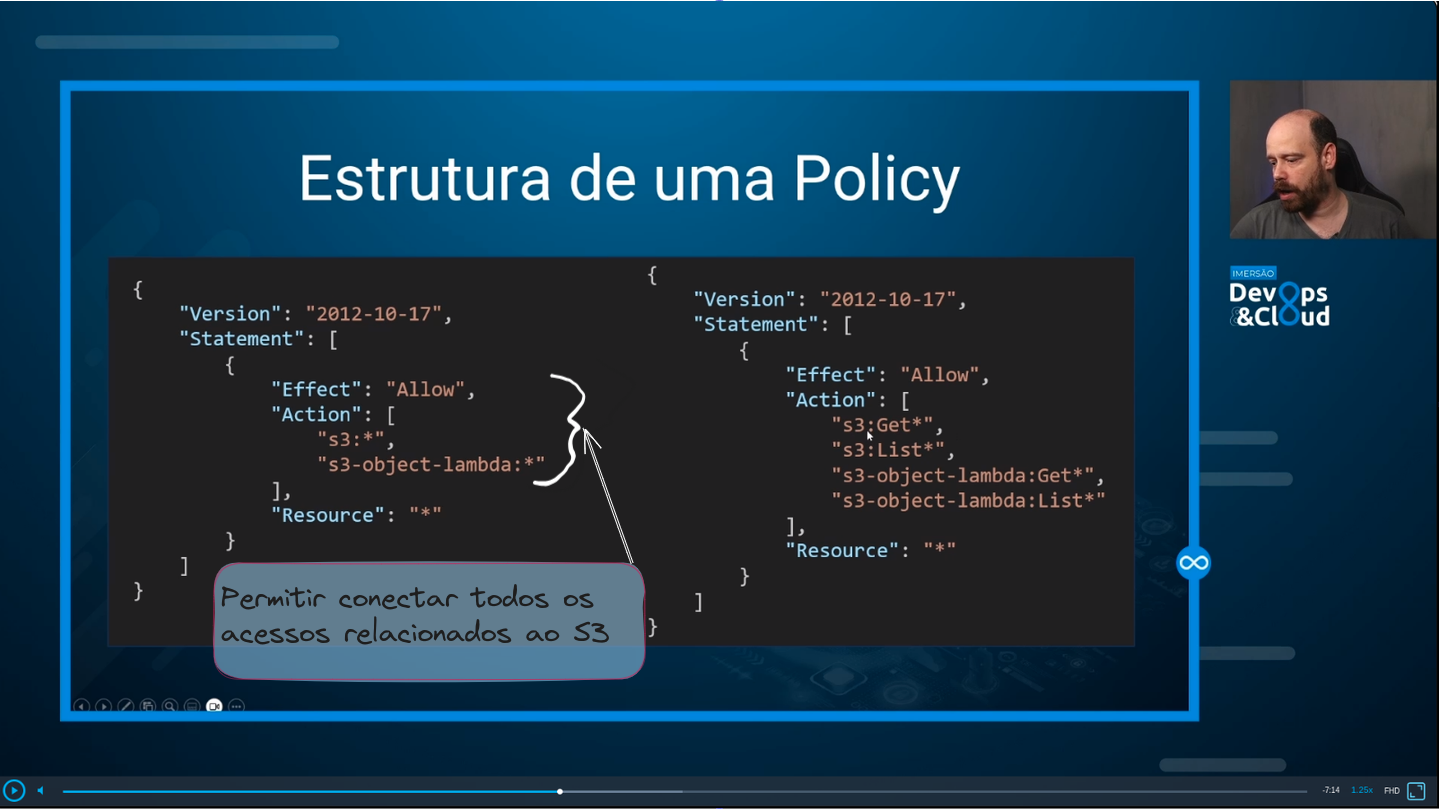 Estrutura de uma Policy
{
"Version": "2012-10-17",
"Statement": [
{
"Effect": "Allow",
"Action": [
"s3:*",
"s3-object-lambda:*"
],
"Resource": "*"
}
]
}
Permitir conectar todos os
acessos relacionados ao S3
{
"Version": "2012-10-17",
"Statement": [
{
"Effect": "Allow",
"Action": [
"s3:Get*",
"s3:List*",
"s3-object-lambda:Get*",
"s3-object-lambda:List*"
],
"Resource": "*"
}
]
}
IMERSÃO
Devops
&Cloud
-7:14 1.25x FHD